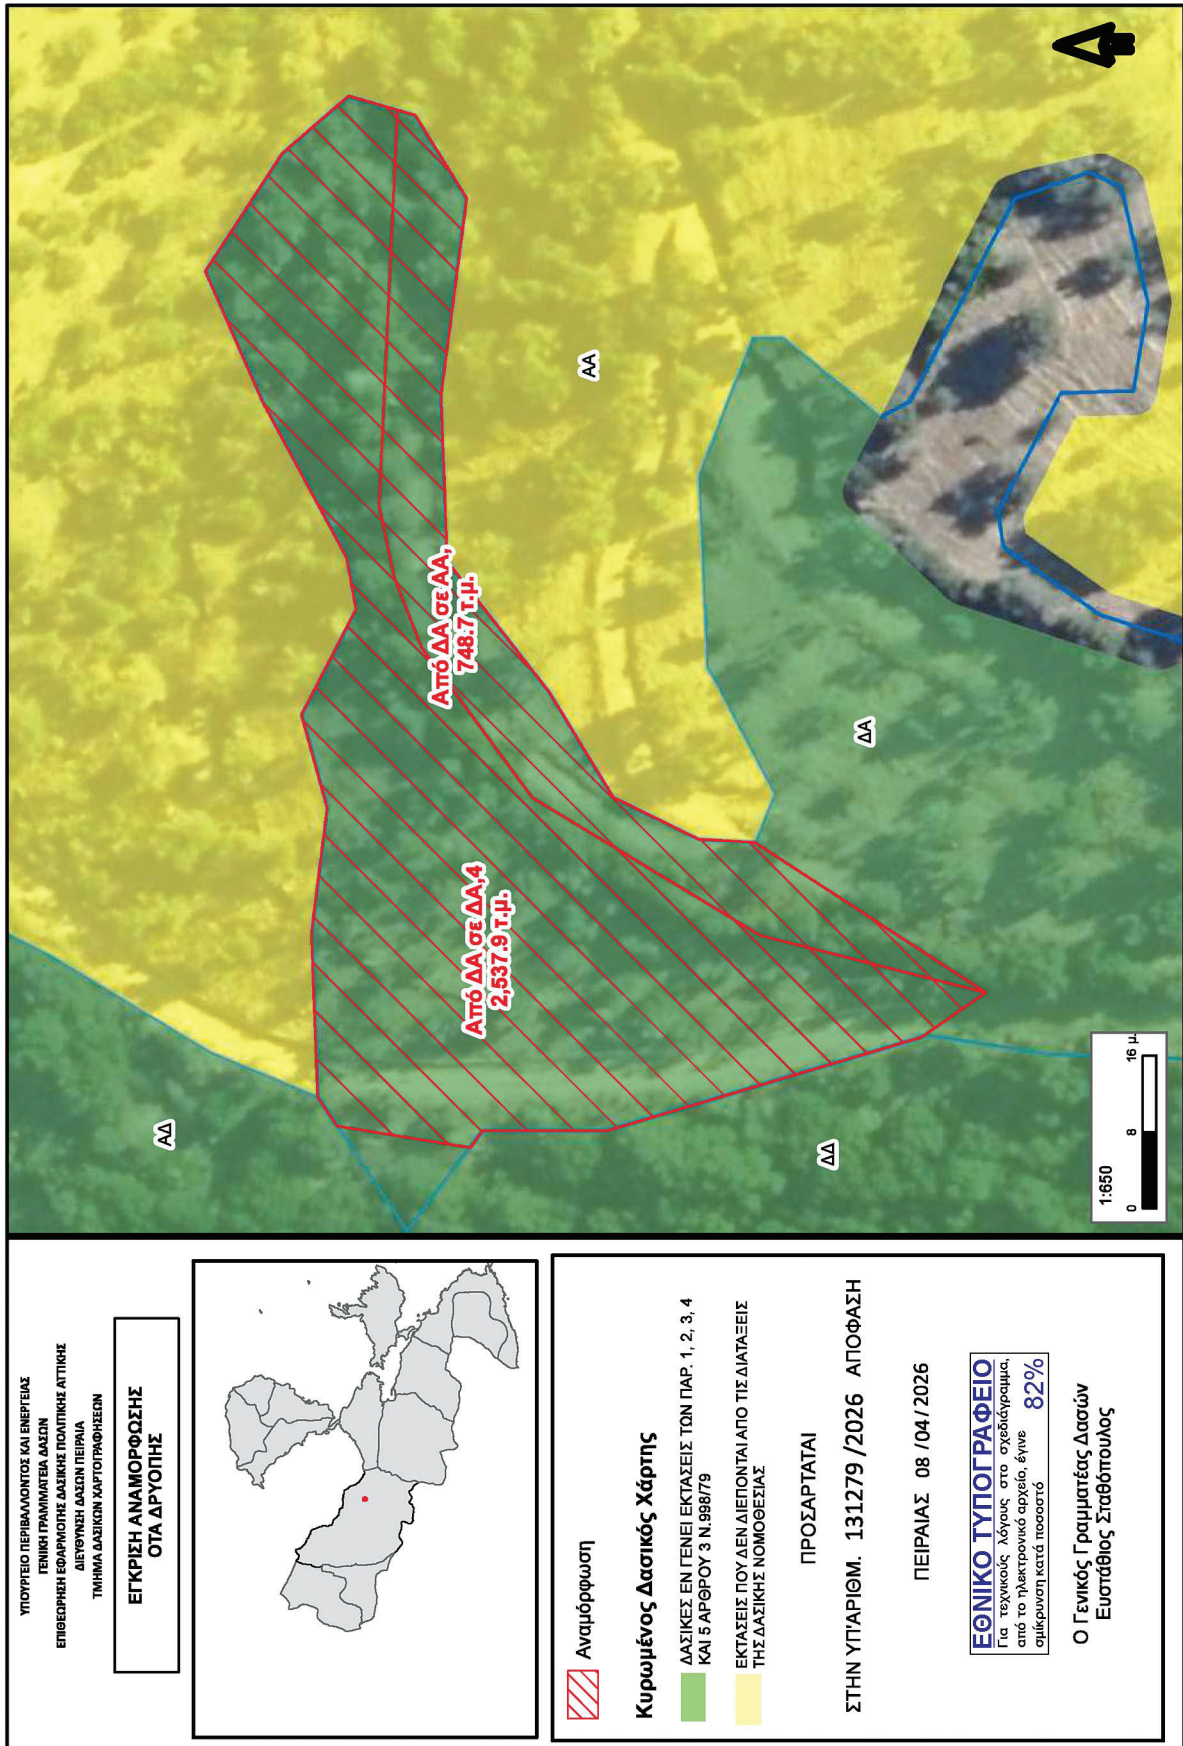 ΥΠΟΥΡΓΕΙΟ ΠΕΡΙΒΑΛΛΟΝΤΟΣ ΚΑΙ ΕΝΕΡΓΕΙΑΣ
ΓΕΝΙΚΗ ΓΡΑΜΜΑΤΕΙΑ ΔΑΣΩΝ
ΕΠΙΘΕΩΡΗΣΗ ΕΦΑΡΜΟΓΗΣ ΔΑΣΙΚΗΣ ΠΟΛΙΤΙΚΗΣ ΑΤΤΙΚΗΣ
ΔΙΕΥΘΥΝΣΗ ΔΑΣΩΝ ΠΕΙΡΑΙΑ
ΤΜΗΜΑ ΔΑΣΙΚΩΝ ΧΑΡΤΟΓΡΑΦΗΣΕΩΝ
ΕΓΚΡΙΣΗ ΑΝΑΜΟΡΦΩΣΗΣ
ΟΤΑ ΔΡΥΟΠΗΣ
Αναμόρφωση
Κυρωμένος Δασικός Χάρτης
ΔΑΣΙΚΕΣ ΕΝ ΓΕΝΕΙ ΕΚΤΑΣΕΙΣ ΤΩΝ ΠΑΡ. 1, 2, 3, 4
ΚΑΙ 5 ΑΡΘΡΟΥ 3 Ν.998/79
ΕΚΤΑΣΕΙΣ ΠΟΥ ΔΕΝ ΔΙΕΠΟΝΤΑΙ ΑΠΟ ΤΙΣ ΔΙΑΤΑΞΕΙΣ
ΤΗΣ ΔΑΣΙΚΗΣ ΝΟΜΟΘΕΣΙΑΣ
ΠΡΟΣΑΡΤΑΤΑΙ
ΣΤΗΝ ΥΠ'ΑΡΙΘΜ. 131279 /2026 ΑΠΟΦΑΣΗ
ΠΕΙΡΑΙΑΣ 08 /04 / 2026
ΕΘΝΙΚΟ ΤΥΠΟΓΡΑΦΕΙΟ
Για τεχνικούς λόγους στο σχεδιάγραμμα,
από το ηλεκτρονικό αρχείο, έγινε
σμίκρυνση κατά ποσοστό 82%
Ο Γενικός Γραμματέας Δασών
Ευστάθιος Σταθόπουλος
ΑΔ
Από ΔΑ σε ΔΑ,4
2,537.9 τ.μ.
Από ΔΑ σε ΑΑ,
748.7 τ.μ.
ΑΑ
ΔΑ
ΔΔ
1:650
0 8 16 μ.